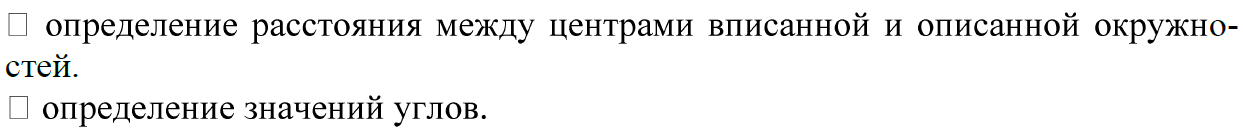 □ определение расстояния между центрами вписанной и описанной окружно-
стей.
□ определение значений углов.